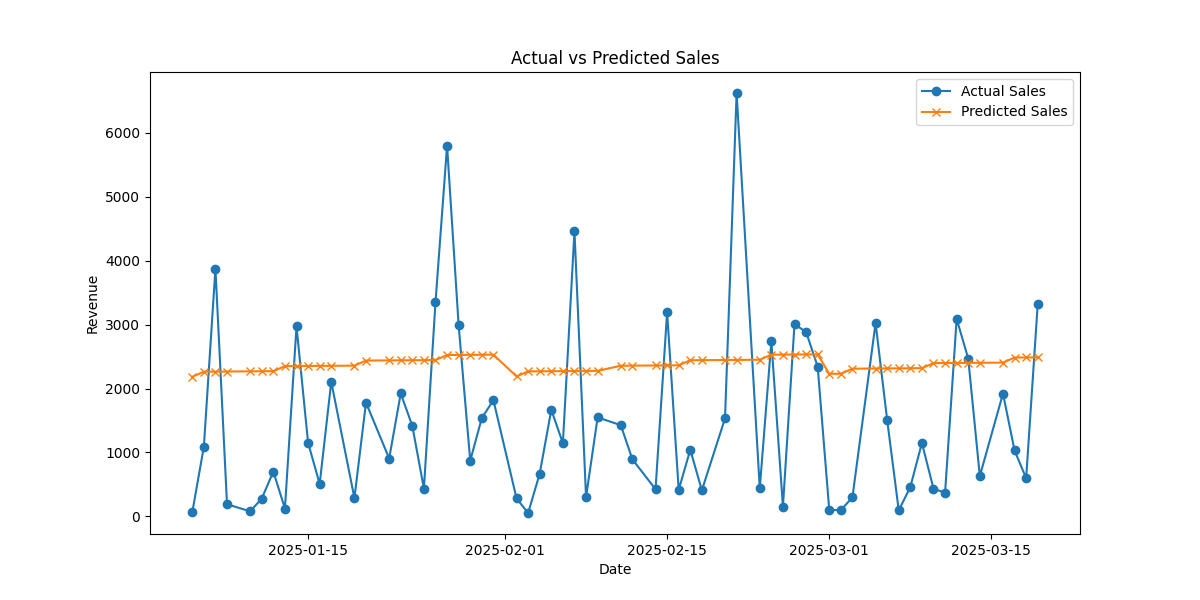 Actual vs Predicted Sales
Actual Sales
Predicted Sales
6000
5000
4000
3000
2000
1000
0
Revenue
2025-01-15
2025-02-01
2025-02-15
2025-03-01
2025-03-15
Date